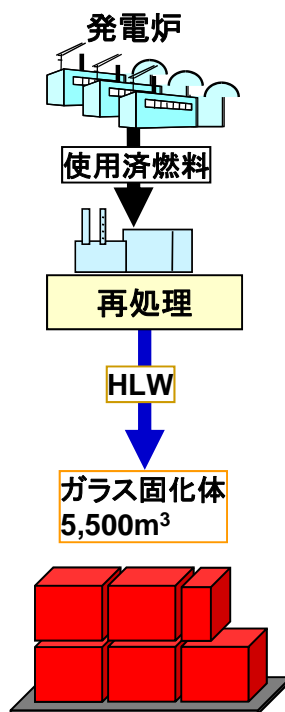 発電炉
使用済燃料
再処理
HLW
ガラス固化体
5,500m³